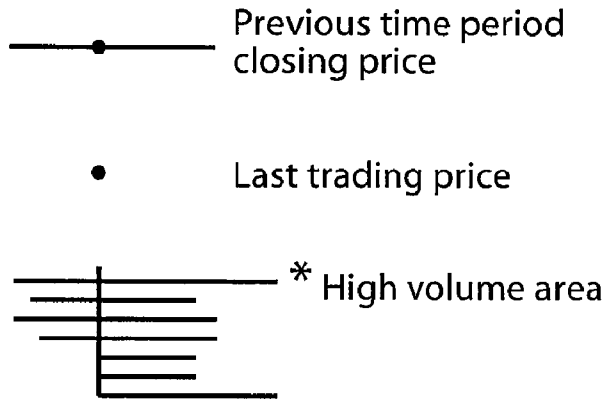 Previous time period
closing price
Last trading price
* High volume area